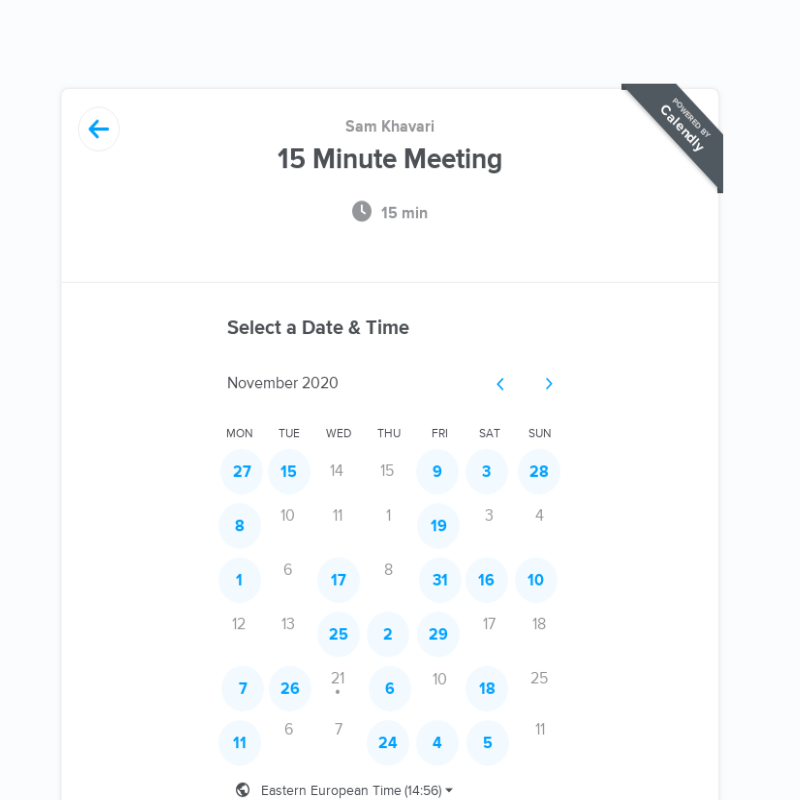 POWERED BY
Calendly
Sam Khavari
15 Minute Meeting
15 min
Select a Date & Time
November 2020
MON TUE WED THU FRI SAT SUN
27 15 14 15 9 3 28
8 10 11 1 19 3 4
1 6 17 8 31 16 10
12 13 25 2 29 17 18
7 26 21 6 10 18 25
11 6 7 24 4 5 11
Eastern European Time (14:56)